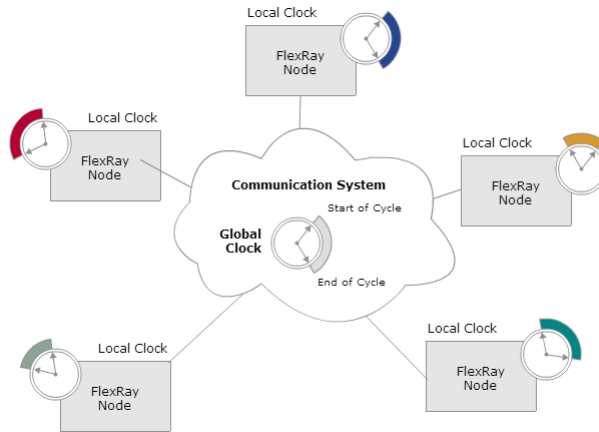 Local Clock
FlexRay
Node
Local Clock
FlexRay
Node
Local Clock
FlexRay
Node
Communication System
Start of Cycle
Global
Clock
End of Cycle
Local Clock
FlexRay
Node
Local Clock
FlexRay
Node